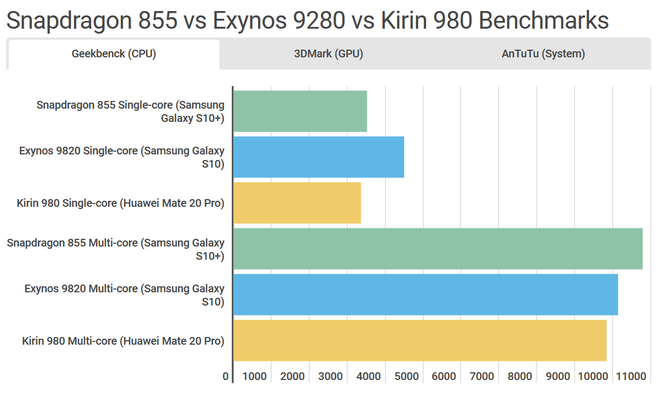 Snapdragon 855 vs Exynos 9280 vs Kirin 980 Benchmarks
Geekbenck (CPU)
3DMark (GPU)
AnTuTu (System)
Snapdragon 855 Single-core (Samsung
Galaxy S10+)
Exynos 9820 Single-core (Samsung Galaxy
S10)
Kirin 980 Single-core (Huawei Mate 20 Pro)
Snapdragon 855 Multi-core (Samsung Galaxy
S10+)
Exynos 9820 Multi-core (Samsung Galaxy
S10)
Kirin 980 Multi-core (Huawei Mate 20 Pro)
0 1000 2000 3000 4000 5000 6000 7000 8000 9000 10000 11000